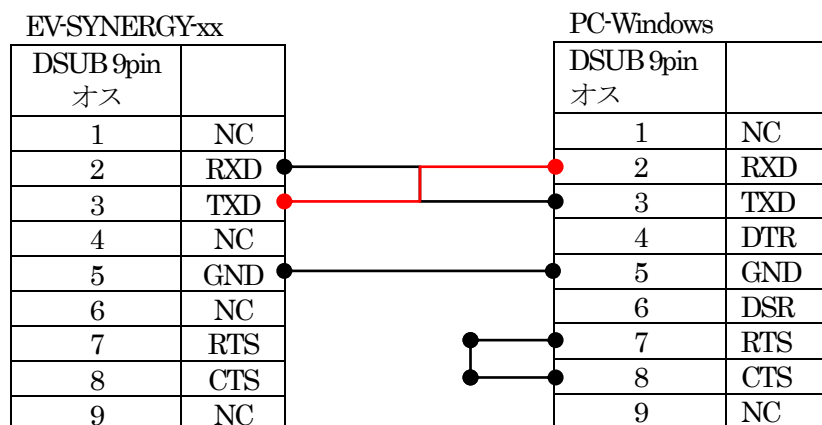 EV-SYNERGY-xx
DSUB 9pin
オス
1 NC
2 RXD
3 TXD
4 NC
5 GND
6 NC
7 RTS
8 CTS
9 NC
PC-Windows
DSUB 9pin
オス
1 NC
2 RXD
3 TXD
4 DTR
5 GND
6 DSR
7 RTS
8 CTS
9 NC